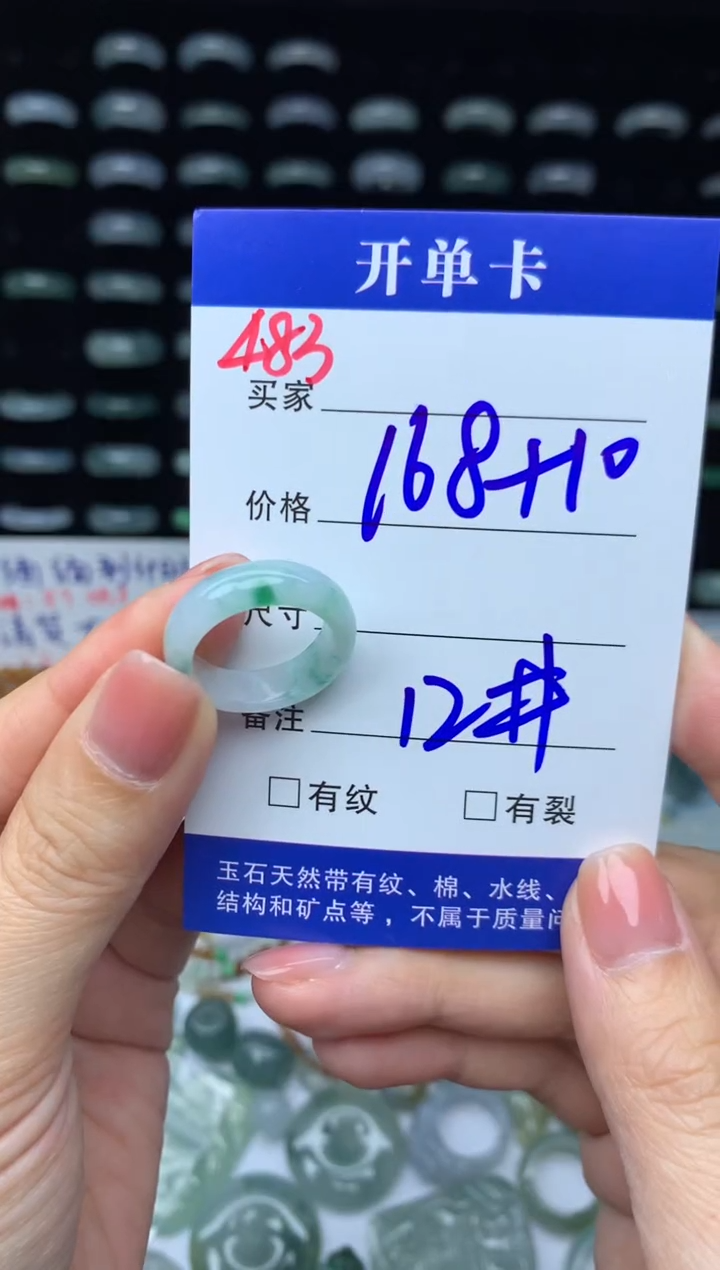 开单卡
483
买家
价格 168+10
尺寸
备注 12#
□有纹 □有裂
玉石天然带有纹、棉、水线、
结构和矿点等，不属于质量问